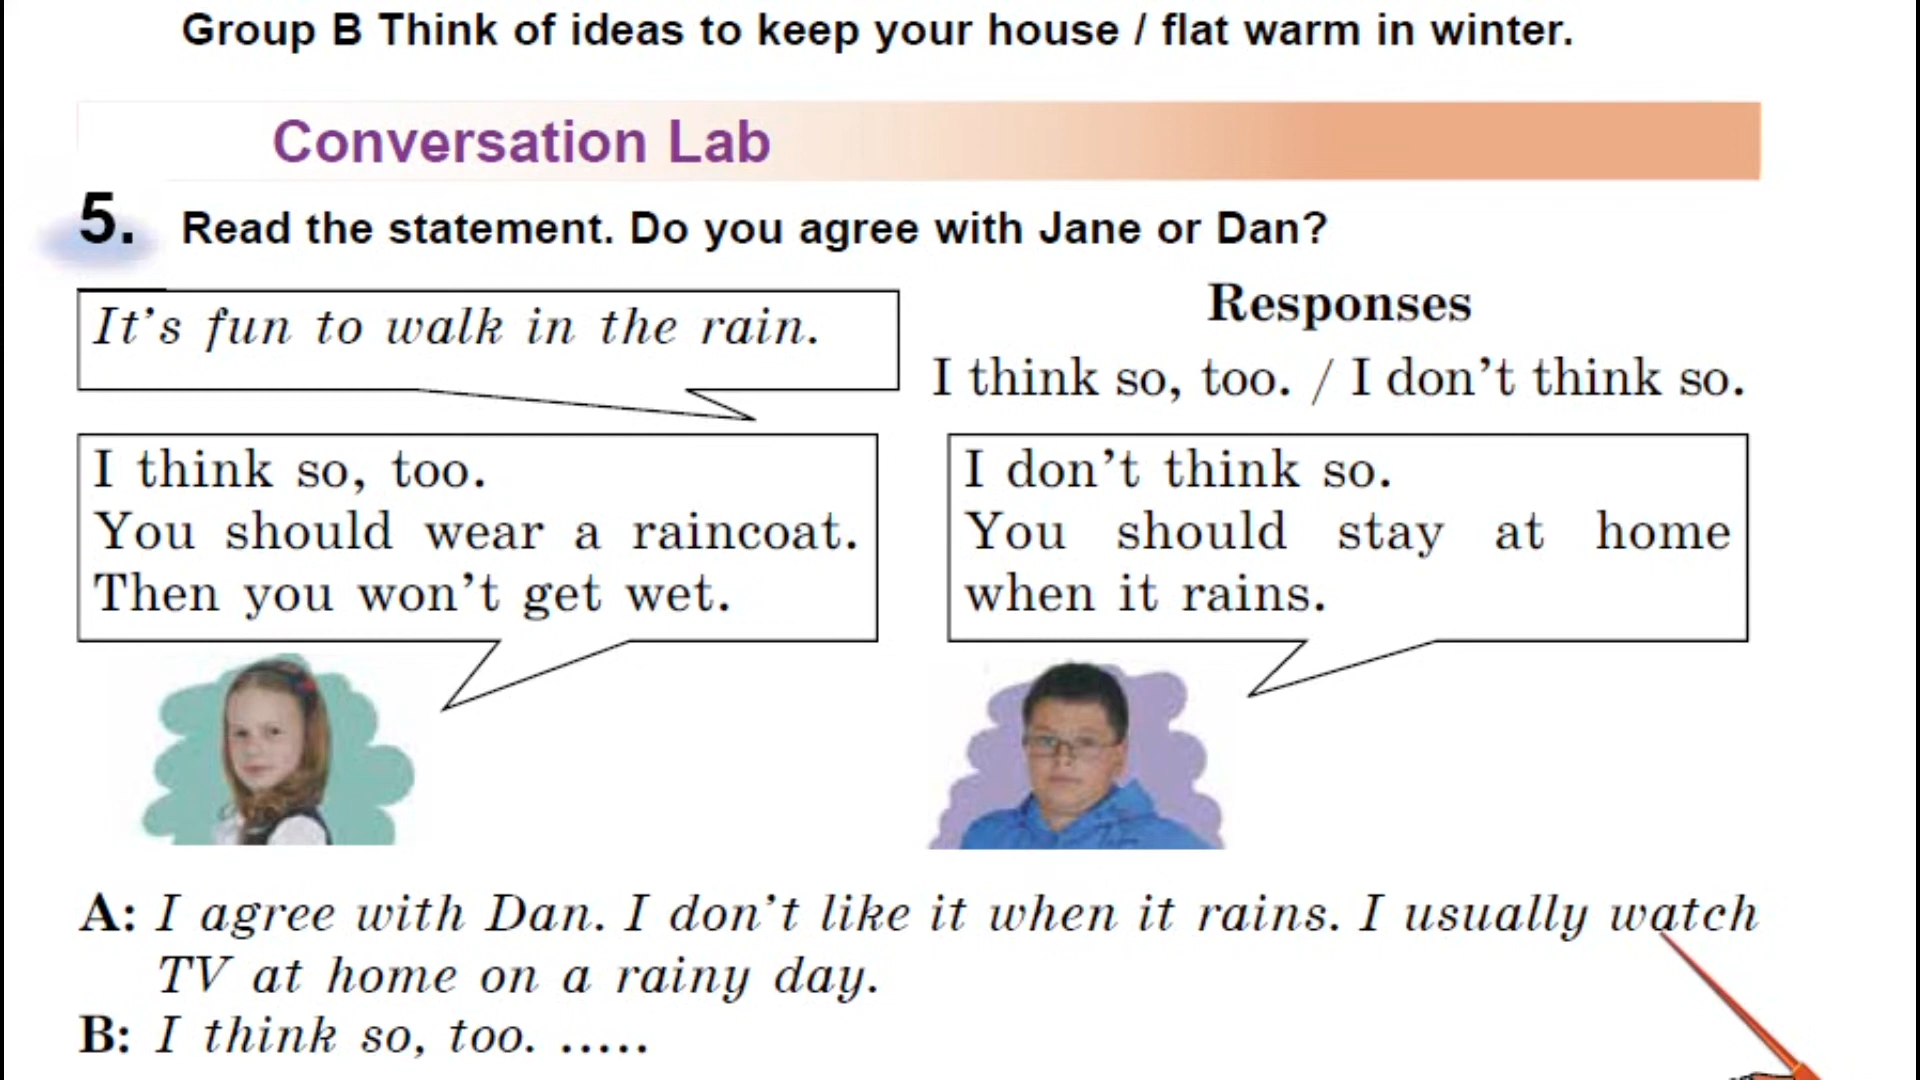 Group B Think of ideas to keep your house / flat warm in winter.
Conversation Lab
5. Read the statement. Do you agree with Jane or Dan?
It's fun to walk in the rain.
Responses
I think so, too. / I don't think so.
I think so, too.
You should wear a raincoat.
Then you won't get wet.
I don't think so.
You should stay at home
when it rains.
A: I agree with Dan. I don't like it when it rains. I usually watch
TV at home on a rainy day.
B: I think so, too. .....